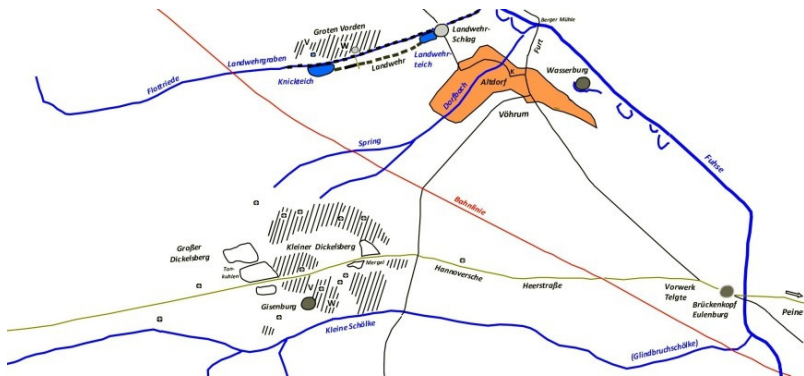 Groten Vorden
V
W
Landwehr-
Schlag
Berger Mühle
Furt
Landwehrgraben
Landwehr-
teich
Landwehr
Knickteich
Flottriede
Wasserburg
K
Altdorf
Dorfbach
Vöhrum
Spring
Fuhse
Bahnlinie
Großer
Dickelsberg
Kleiner Dickelsberg
Ton-
kuhlen
Mergel
Hannoversche
Heerstraße
Vorwerk
Telgte
Brückenkopf
Eulenburg
Peine
Gisenburg
V
W
Kleine Schölke
(Glindbruchschölke)